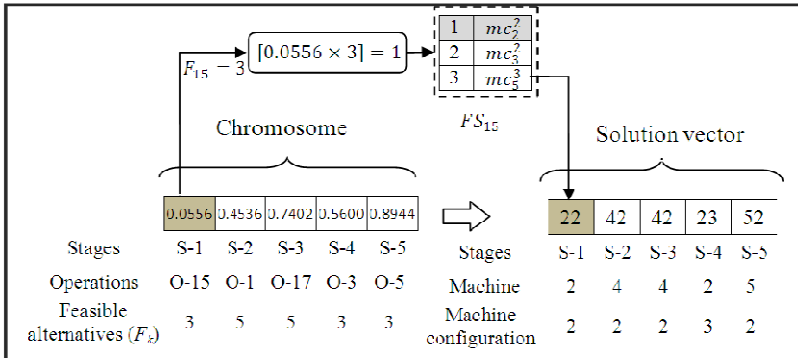 ⌈0.0556 × 3⌉ = 1
F₁₅ − 3
1 mc₂²
2 mc₃²
3 mc₅³
FS₁₅
Chromosome
Solution vector
0.0556 0.4536 0.7402 0.5600 0.8944
22 42 42 23 52
Stages S-1 S-2 S-3 S-4 S-5
Stages S-1 S-2 S-3 S-4 S-5
Operations O-15 O-1 O-17 O-3 O-5
Machine 2 4 4 2 5
Feasible
alternatives (Fₖ) 3 5 5 3 3
Machine
configuration 2 2 2 3 2